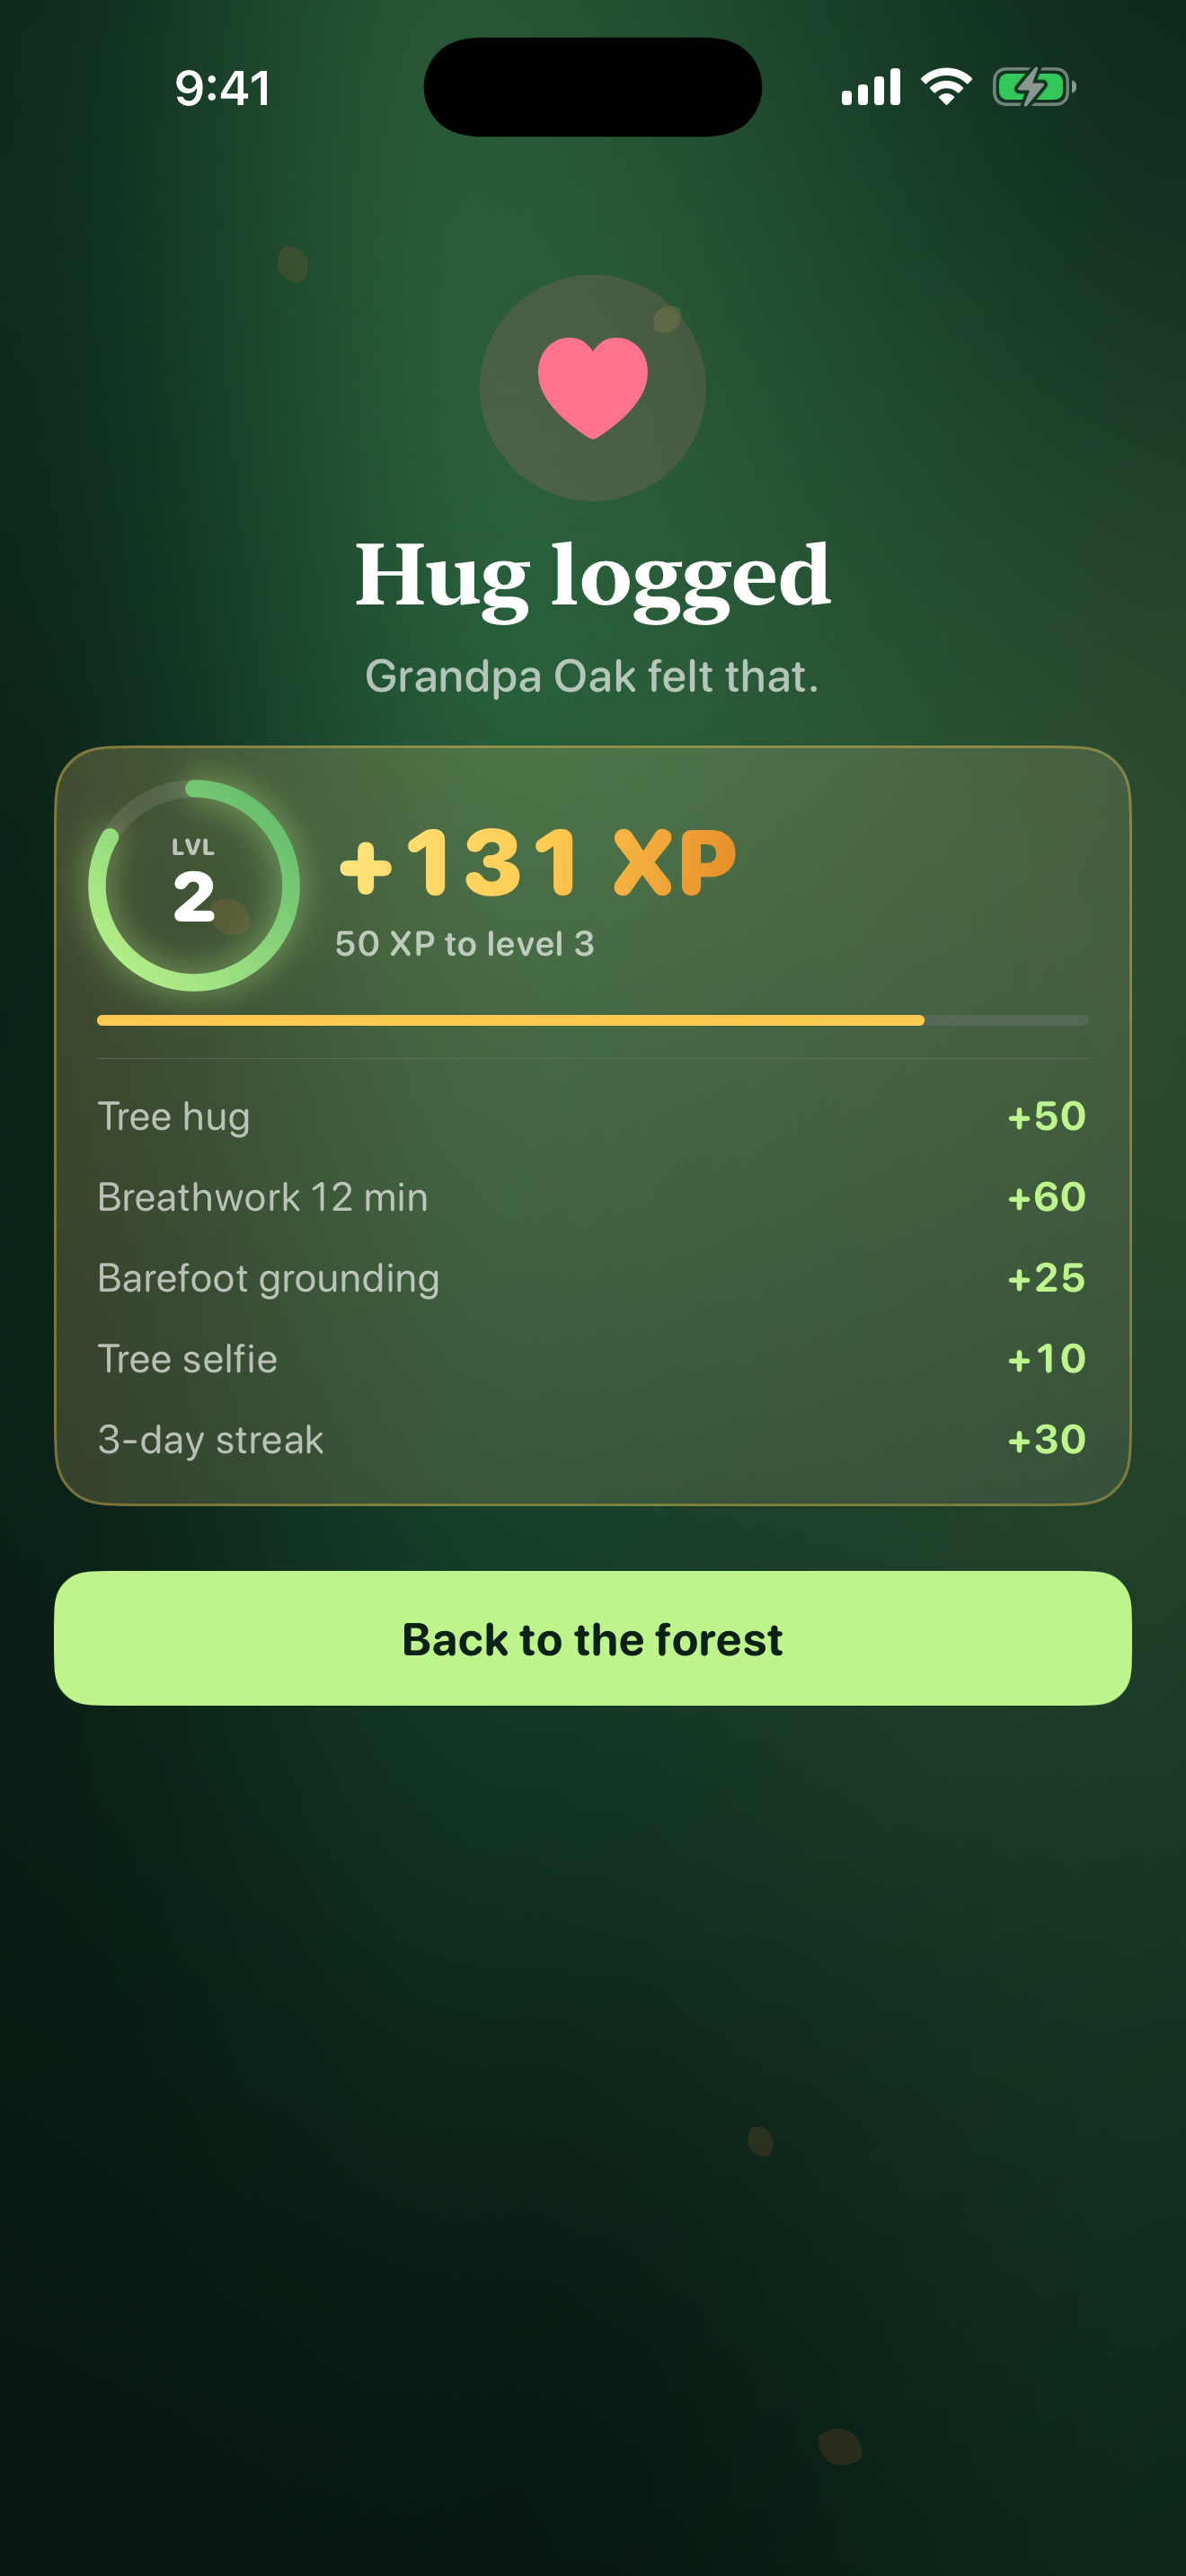 9:41
Hug logged
Grandpa Oak felt that.
LVL
2
+131 XP
50 XP to level 3
Tree hug +50
Breathwork 12 min +60
Barefoot grounding +25
Tree selfie +10
3-day streak +30
Back to the forest